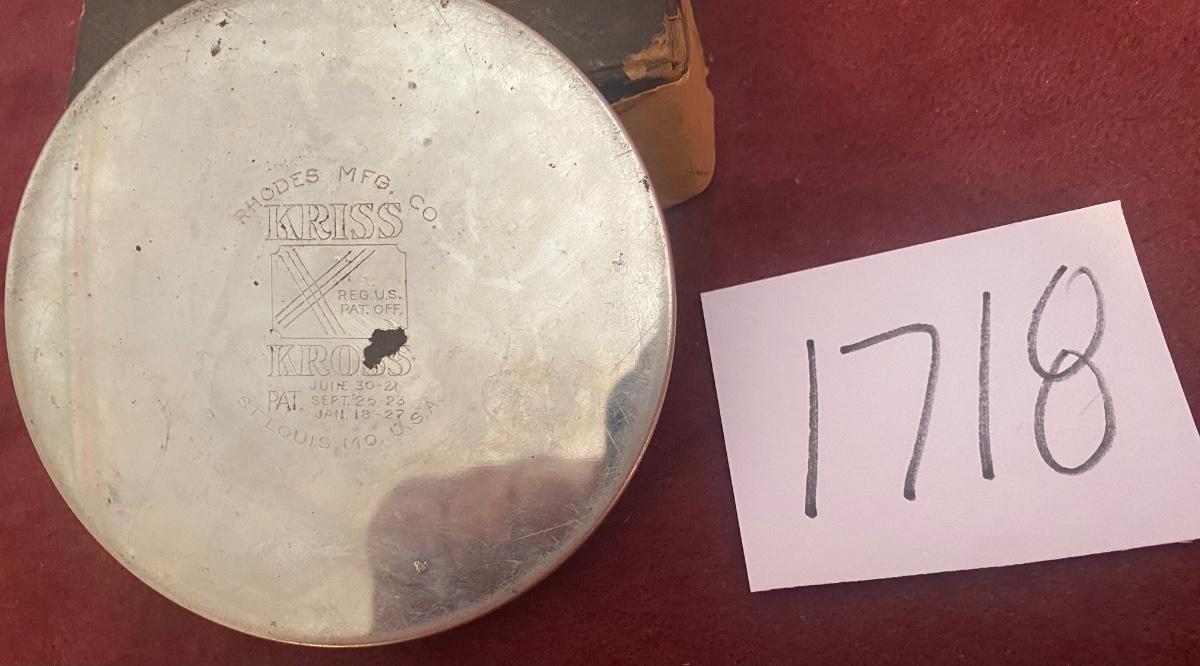 RHODES MFG. CO.
KRISS
REG. U.S.
PAT. OFF.
KROSS
PAT.
JUNE 30-21
SEPT. 25-23
JAN. 18-27
ST. LOUIS, MO. U.S.A.
1718